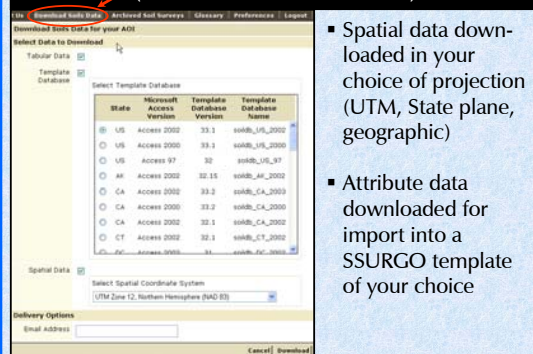 t Us Download Soils Data Archived Soil Surveys Glossary Preferences Logout
Download Soils Data for your AOI
Select Data to Download
Tabular Data
Template Database
Select Template Database
State Microsoft Access Version Template Database Version Template Database Name
US Access 2002 33.1 soildb_US_2002
US Access 2000 33.1 soildb_US_2000
US Access 97 32 soildb_US_97
AK Access 2002 32.15 soildb_AK_2002
CA Access 2002 33.2 soildb_CA_2003
CA Access 2000 33.2 soildb_CA_2000
CA Access 2002 32.1 soildb_CA_2002
CT Access 2002 32.1 soildb_CT_2002
Spatial Data
Select Spatial Coordinate System
UTM Zone 12, Northern Hemisphere (NAD 83)
Delivery Options
Email Address
Cancel Download
▪ Spatial data down-
loaded in your
choice of projection
(UTM, State plane,
geographic)
▪ Attribute data
downloaded for
import into a
SSURGO template
of your choice